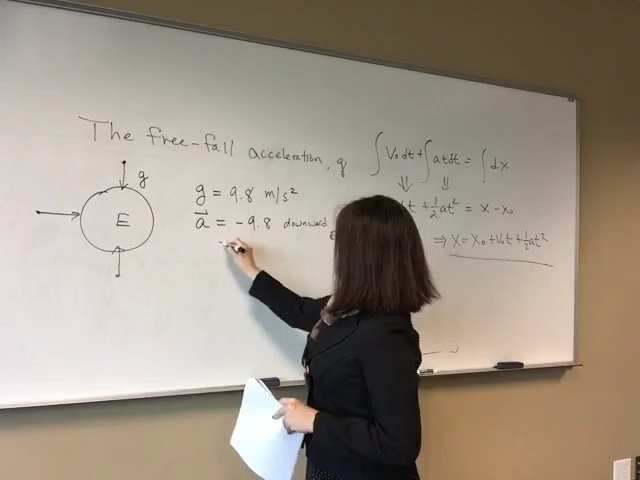 The free-fall acceleration, g
g
E
g = 9.8 m/s²
a⃗ = -9.8 downward
∫V₀dt + ∫atdt = ∫dx
⇓ ⇓
t + ½at² = x - x₀
⇒ x = x₀ + v₀t + ½at²